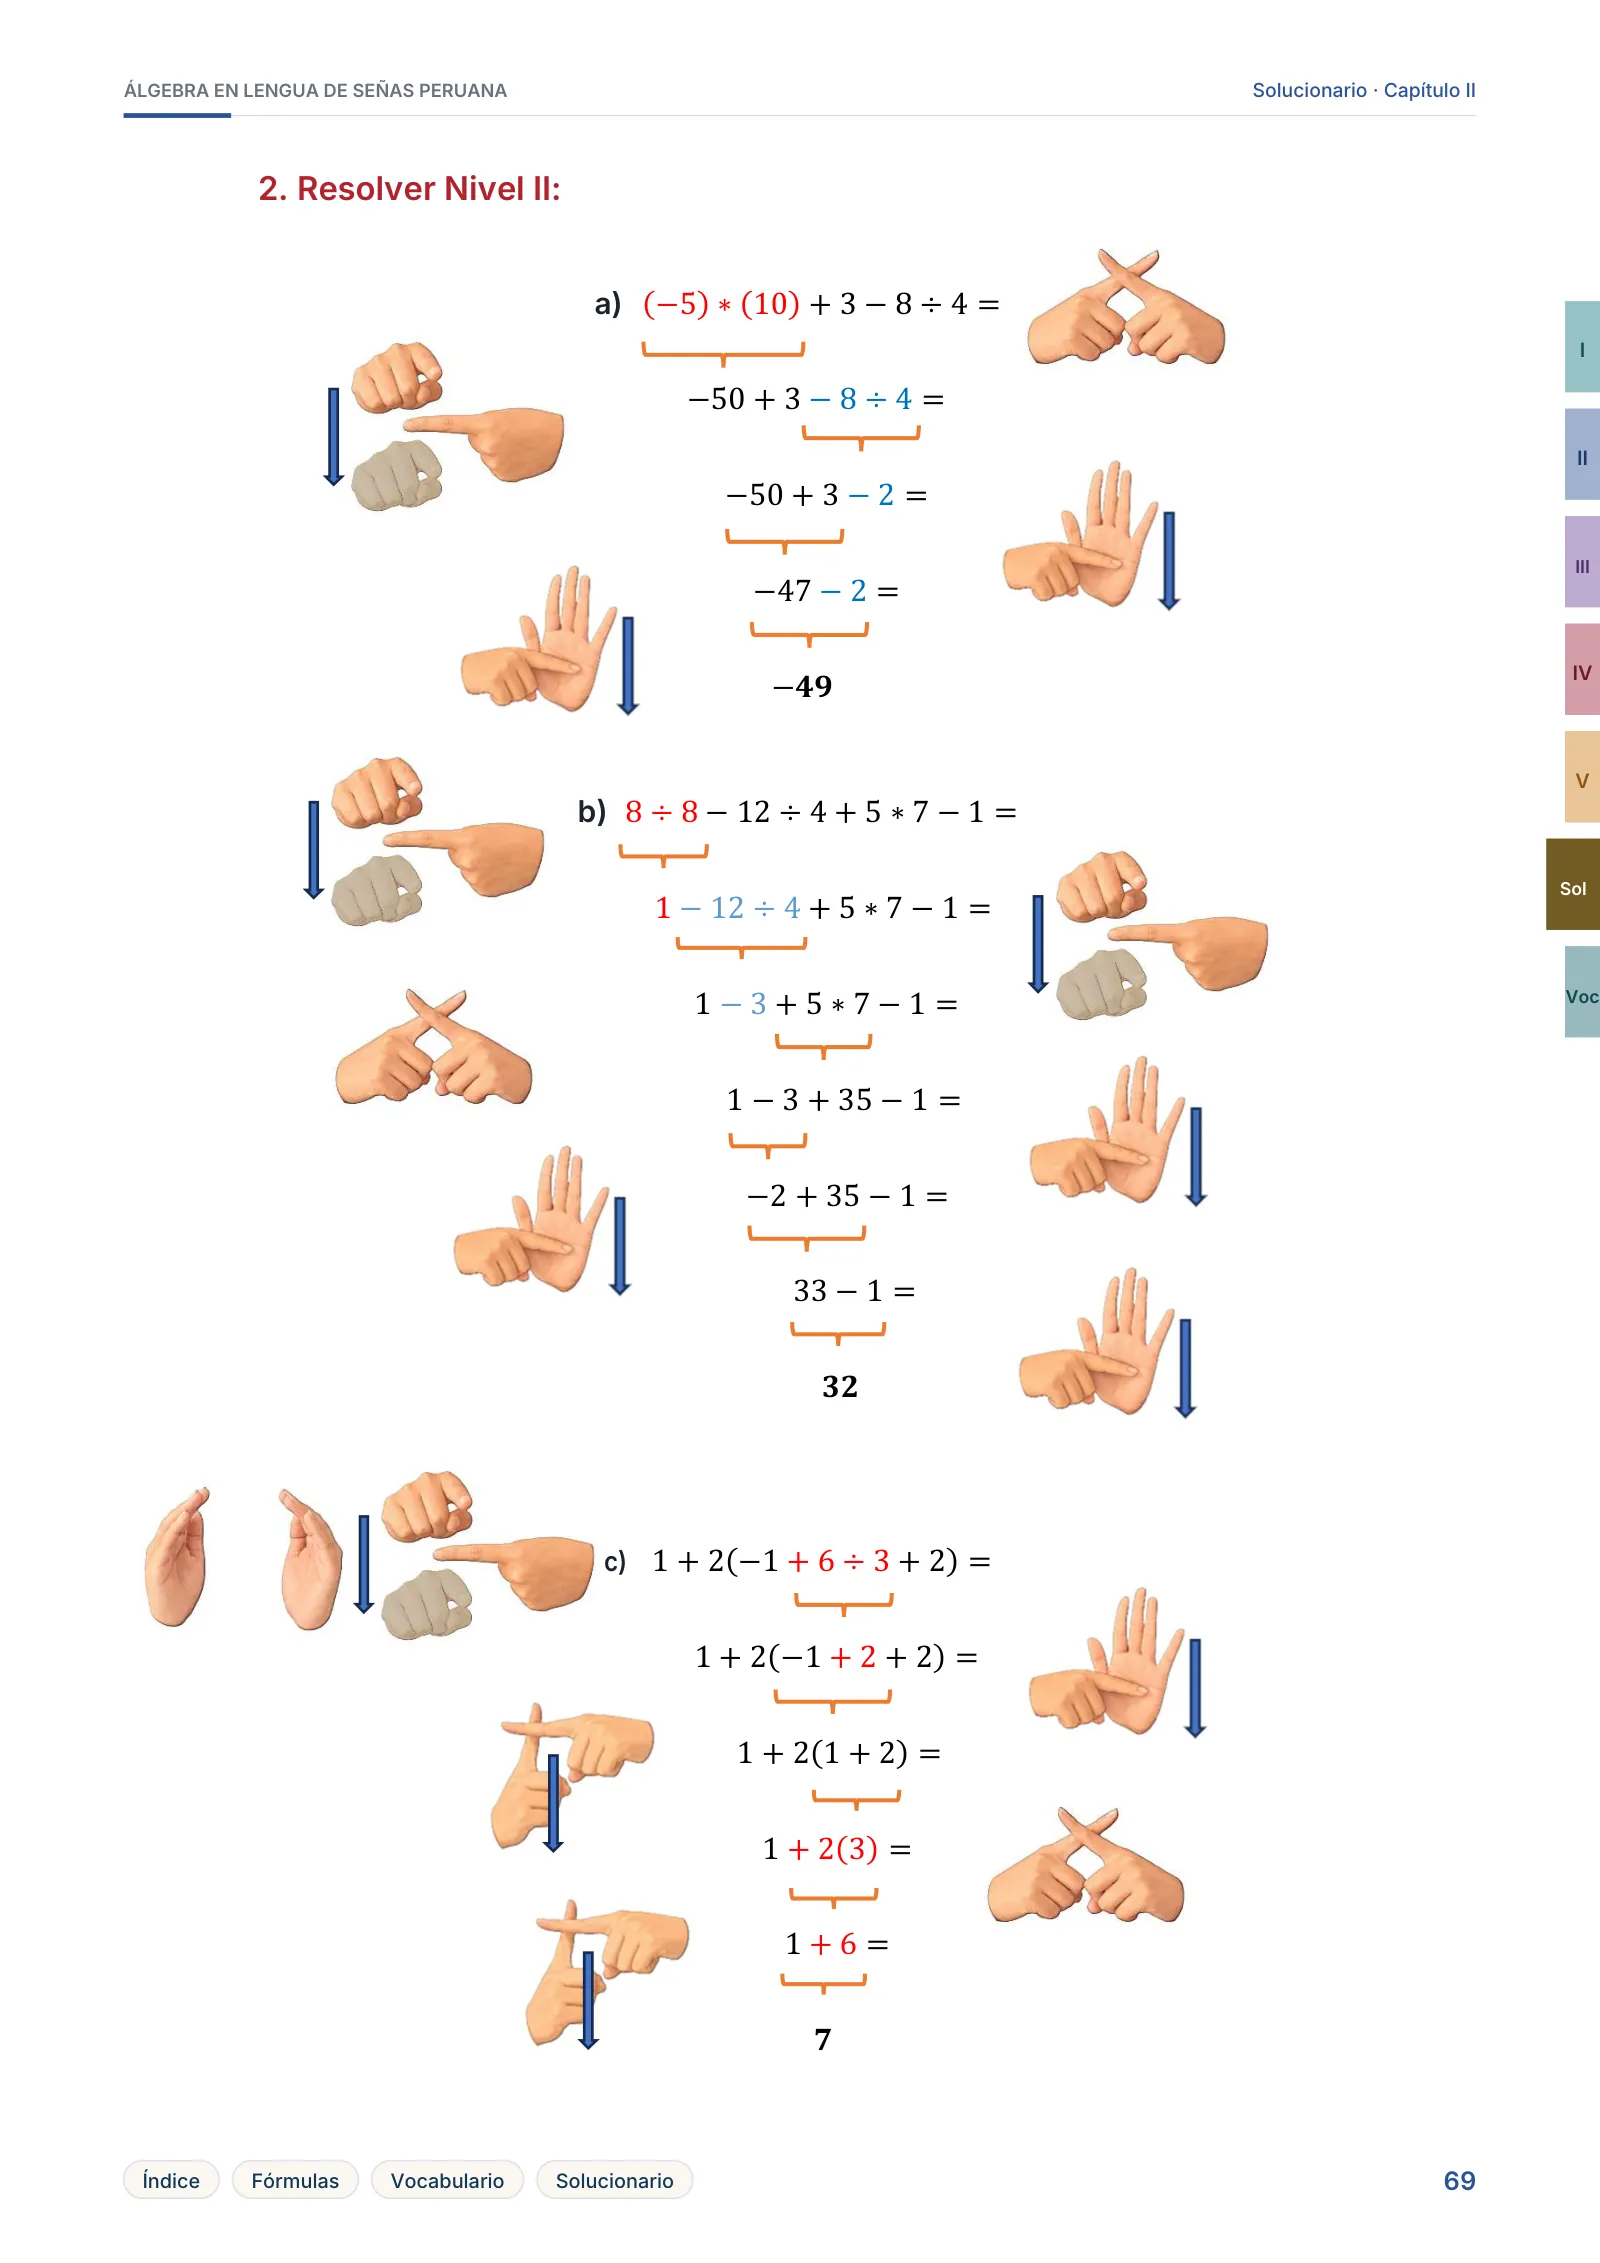 ÁLGEBRA EN LENGUA DE SEÑAS PERUANA
Solucionario · Capítulo II
2. Resolver Nivel II:
a) (−5) ∗ (10) + 3 − 8 ÷ 4 =
−50 + 3 − 8 ÷ 4 =
−50 + 3 − 2 =
−47 − 2 =
−49
b) 8 ÷ 8 − 12 ÷ 4 + 5 ∗ 7 − 1 =
1 − 12 ÷ 4 + 5 ∗ 7 − 1 =
1 − 3 + 5 ∗ 7 − 1 =
1 − 3 + 35 − 1 =
−2 + 35 − 1 =
33 − 1 =
32
c) 1 + 2(−1 + 6 ÷ 3 + 2) =
1 + 2(−1 + 2 + 2) =
1 + 2(1 + 2) =
1 + 2(3) =
1 + 6 =
7
I
II
III
IV
V
Sol
Voc
Índice
Fórmulas
Vocabulario
Solucionario
69